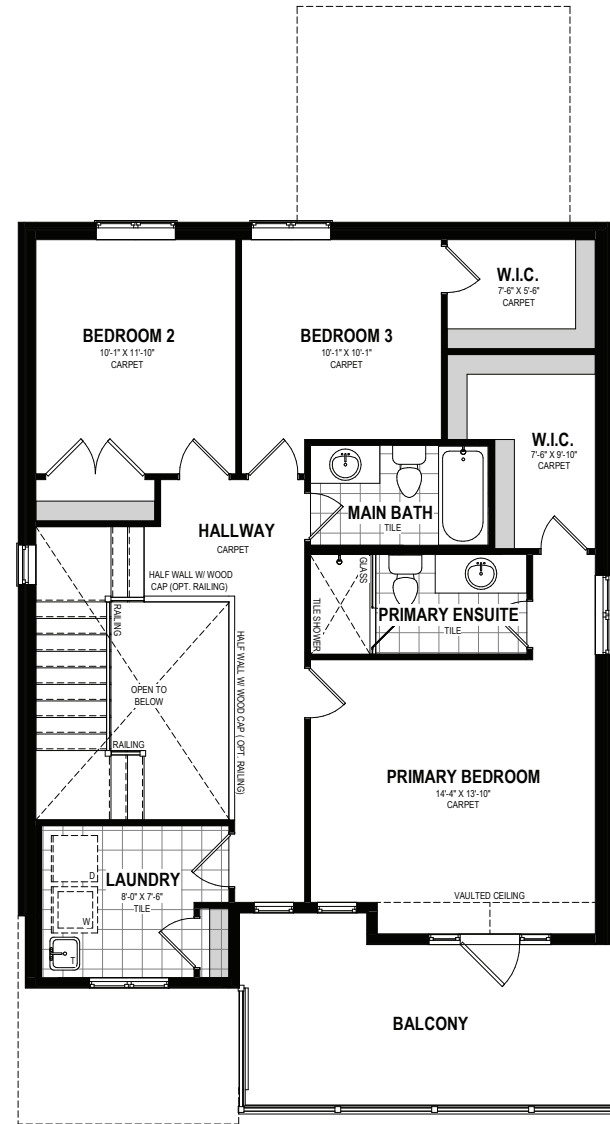 W.I.C.
7'-6" X 5'-6"
CARPET
BEDROOM 2
10'-1" X 11'-10"
CARPET
BEDROOM 3
10'-1" X 10'-1"
CARPET
W.I.C.
7'-6" X 9'-10"
CARPET
MAIN BATH
TILE
HALLWAY
CARPET
HALF WALL W/ WOOD
CAP (OPT. RAILING)
RAILING
GLASS
TILE SHOWER
PRIMARY ENSUITE
TILE
HALF WALL W/ WOOD CAP ( OPT. RAILING)
OPEN TO
BELOW
RAILING
PRIMARY BEDROOM
14'-4" X 13'-10"
CARPET
LAUNDRY
8'-0" X 7'-6"
TILE
D
W
T
VAULTED CEILING
BALCONY